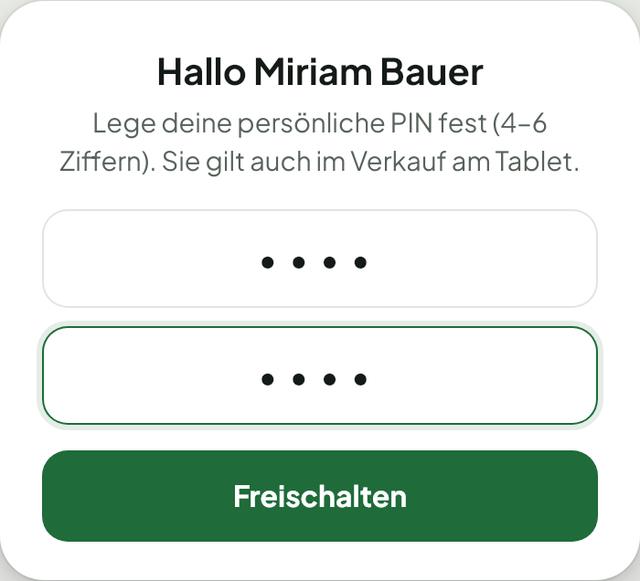 Hallo Miriam Bauer
Lege deine persönliche PIN fest (4–6
Ziffern). Sie gilt auch im Verkauf am Tablet.
••••
••••
Freischalten